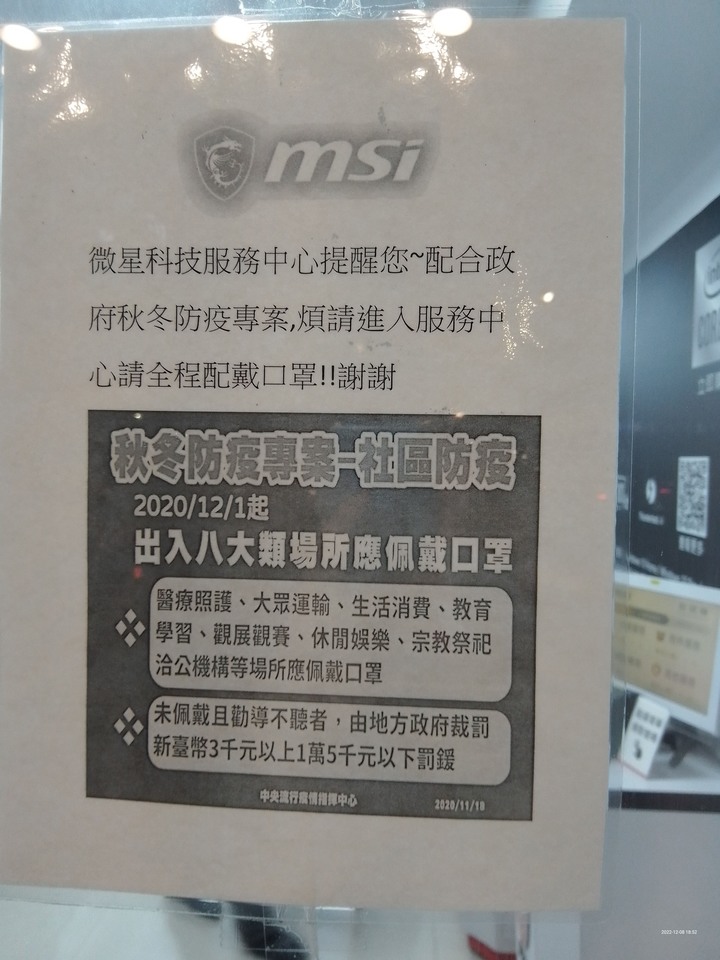 msi
微星科技服務中心提醒您~配合政
府秋冬防疫專案,煩請進入服務中
心請全程配戴口罩!!謝謝
秋冬防疫專案-社區防疫
2020/12/1起
出入八大類場所應佩戴口罩
醫療照護、大眾運輸、生活消費、教育
學習、觀展觀賽、休閒娛樂、宗教祭祀
洽公機構等場所應佩戴口罩
未佩戴且勸導不聽者,由地方政府裁罰
新臺幣3千元以上1萬5千元以下罰鍰
中央流行疫情指揮中心
2020/11/18